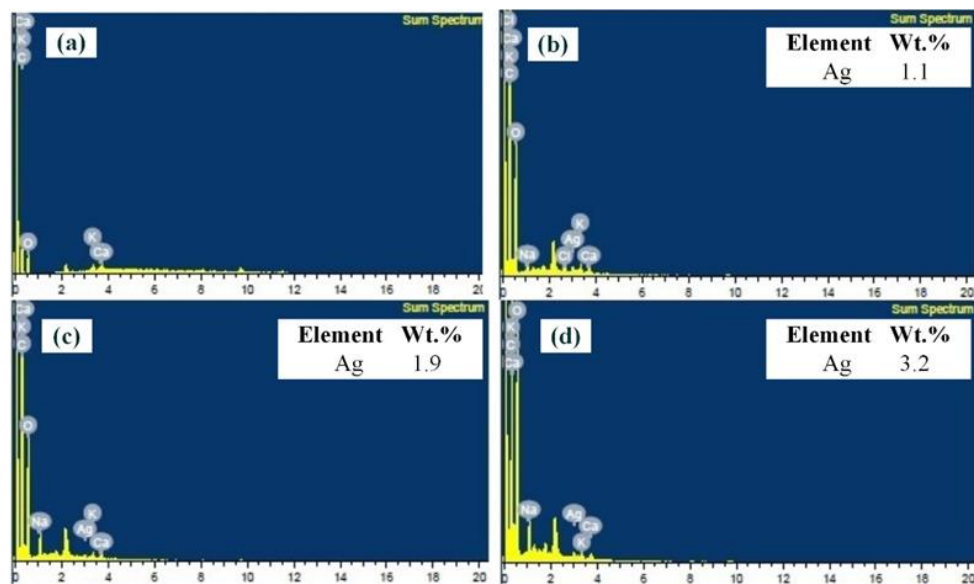 Sum Spectrum
(a)
Ca
K
C
O
K
Ca
0 2 4 6 8 10 12 14 16 18 20
Sum Spectrum
(b)
Element Wt.%
Ag 1.1
Cl
Ca
K
C
O
Na
K
Ag
Cl
Ca
0 2 4 6 8 10 12 14 16 18 20
Sum Spectrum
(c)
Element Wt.%
Ag 1.9
Ca
K
C
O
Na
K
Ag
Ca
0 2 4 6 8 10 12 14 16 18 20
Sum Spectrum
(d)
Element Wt.%
Ag 3.2
O
K
C
Ca
Na
Ag
Ca
K
0 2 4 6 8 10 12 14 16 18 20